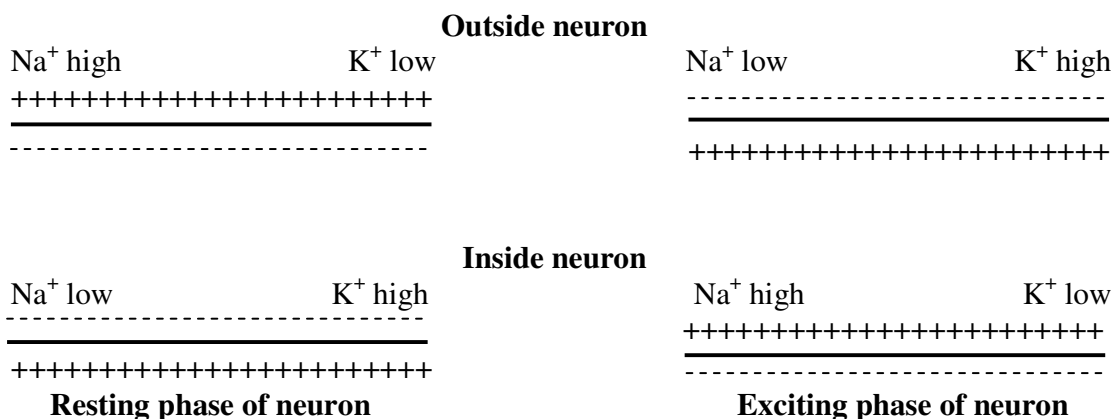 Outside neuron
Na⁺ high K⁺ low Na⁺ low K⁺ high
++++++++++++++++++++++++ - - - - - - - - - - - - - - - - - - - - - - - - - - - - - -
- - - - - - - - - - - - - - - - - - - - - - - - - - - - - - ++++++++++++++++++++++++
Inside neuron
Na⁺ low K⁺ high Na⁺ high K⁺ low
- - - - - - - - - - - - - - - - - - - - - - - - - - - - - - ++++++++++++++++++++++++
++++++++++++++++++++++++ - - - - - - - - - - - - - - - - - - - - - - - - - - - - - -
Resting phase of neuron Exciting phase of neuron